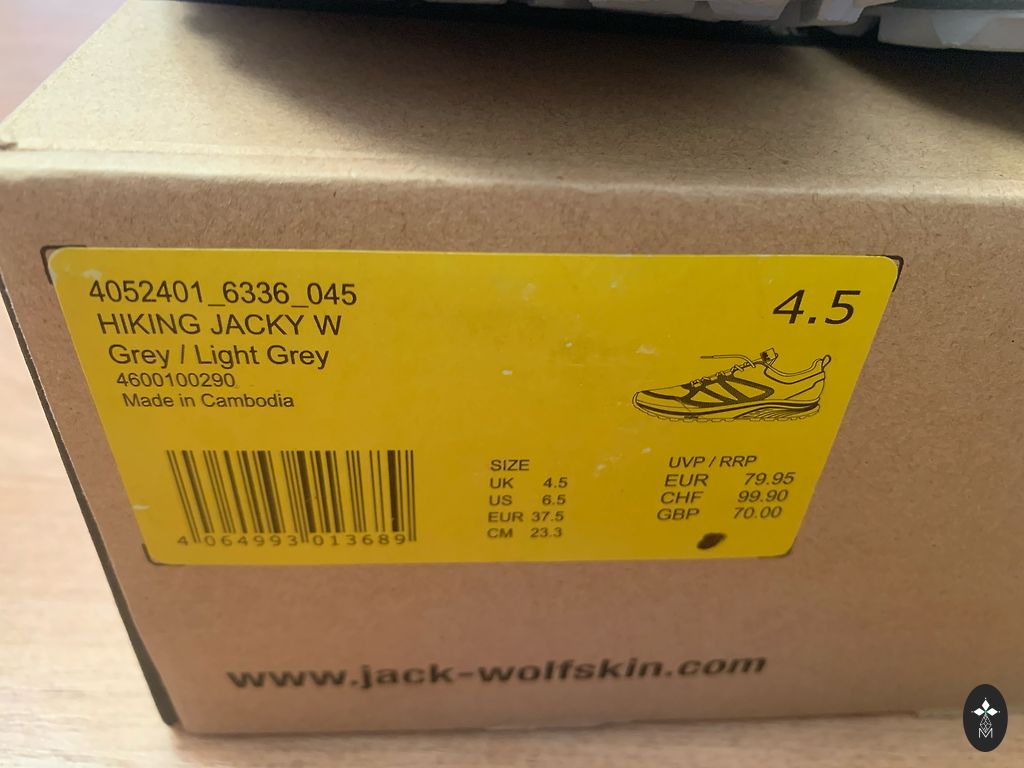 4052401_6336_045
HIKING JACKY W
Grey / Light Grey
4600100290
Made in Cambodia
4.5
4 064993 013689
SIZE
UK 4.5
US 6.5
EUR 37.5
CM 23.3
UVP / RRP
EUR 79.95
CHF 99.90
GBP 70.00
www.jack-wolfskin.com
M